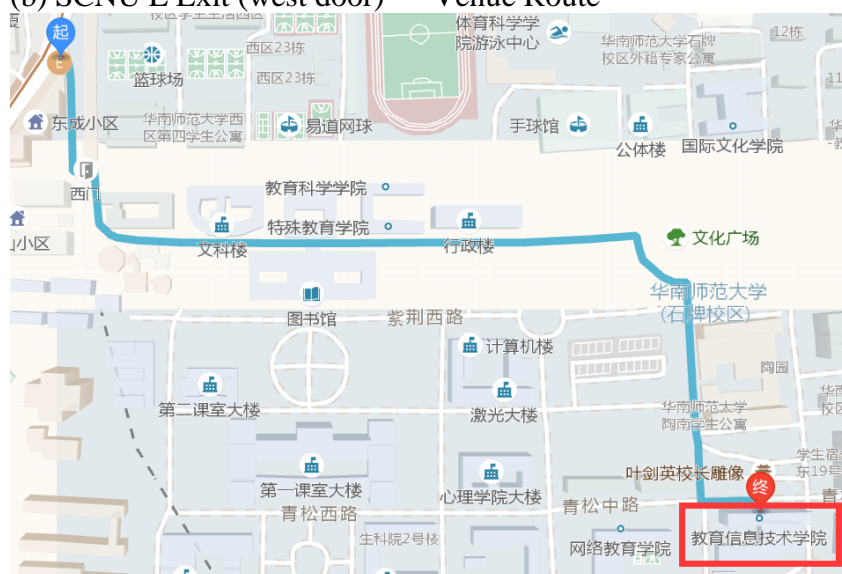 (b) SCNU E Exit (west door) Venue Route
校区学生生活四区
西区23栋
体育科学学
院游泳中心
华南师范大学石牌
校区外籍专家公寓
12栋
起
E
篮球场
西区23栋
11
东成小区
华南师范大学西
区第四学生公寓
易道网球
手球馆
公体楼
国际文化学院
西门
教育科学学院
小区
特殊教育学院
文科楼
行政楼
文化广场
华南师范大学
(石牌校区)
图书馆
紫荆西路
计算机楼
陶园
第二课室大楼
激光大楼
华南师范大学
陶南学生公寓
学生宿
东19号
叶剑英校长雕像
终
第一课室大楼
心理学院大楼
青松西路
青松中路
生科院2号楼
网络教育学院
教育信息技术学院